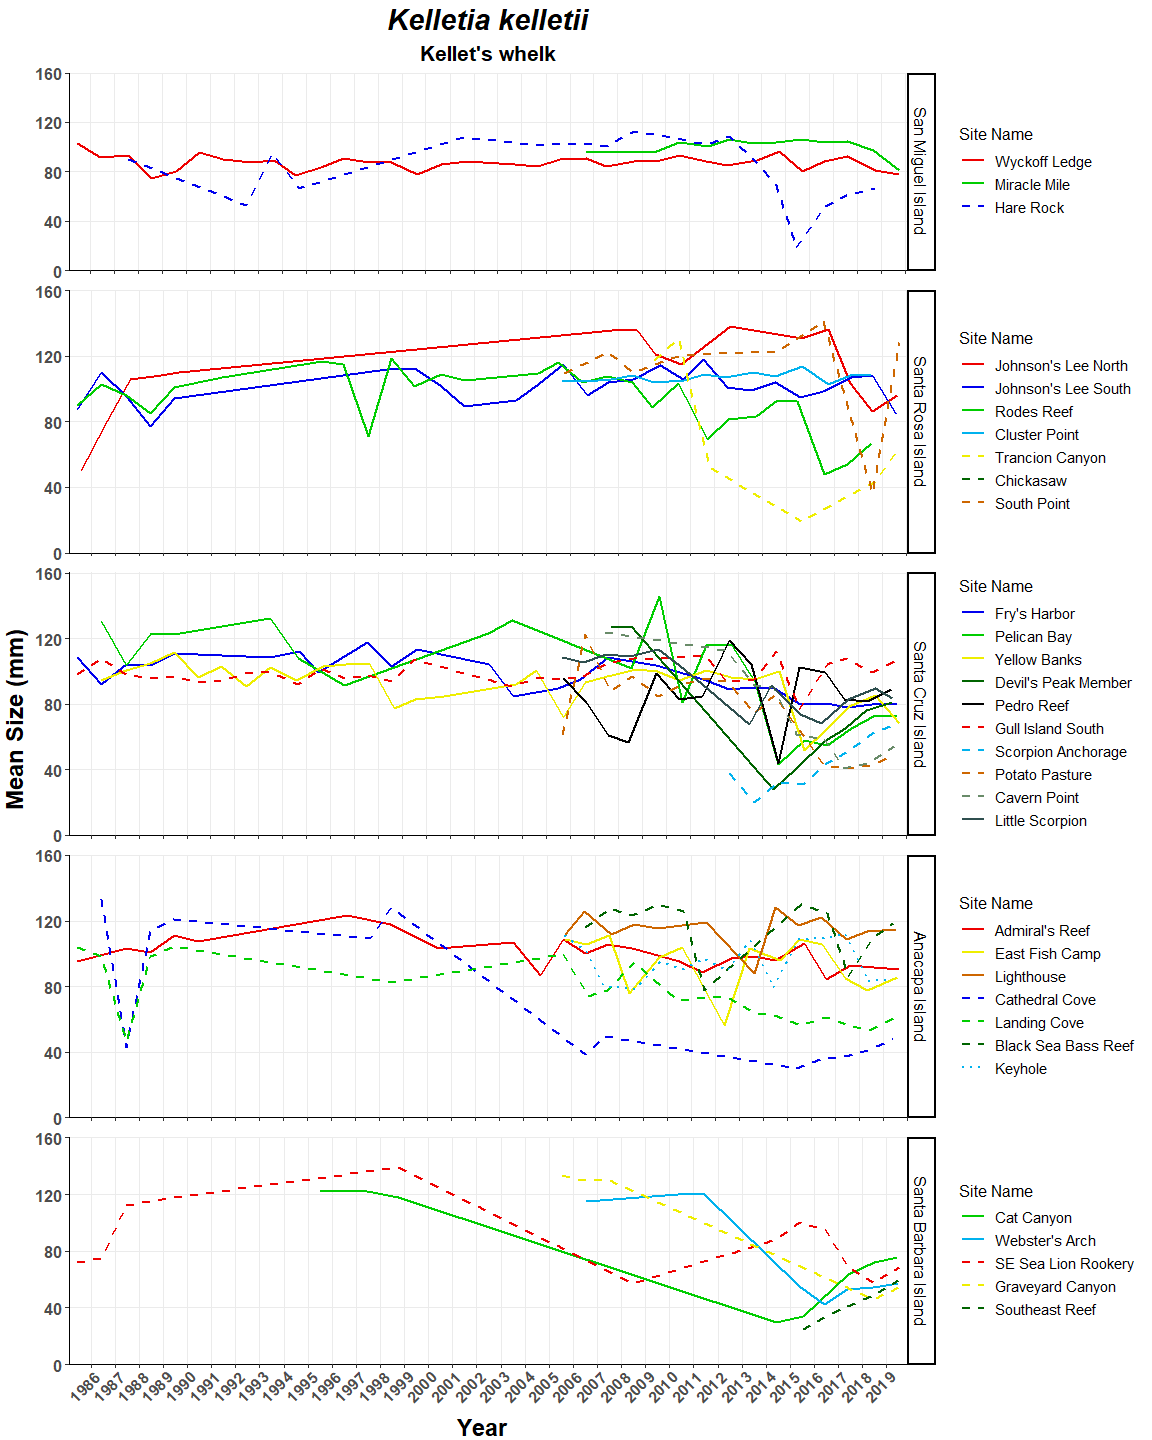 Kelletia kelletii
Kellet's whelk
Mean Size (mm)
160
120
80
40
0
San Miguel Island
Site Name
Wyckoff Ledge
Miracle Mile
Hare Rock
160
120
80
40
0
Santa Rosa Island
Site Name
Johnson's Lee North
Johnson's Lee South
Rodes Reef
Cluster Point
Trancion Canyon
Chickasaw
South Point
160
120
80
40
0
Santa Cruz Island
Site Name
Fry's Harbor
Pelican Bay
Yellow Banks
Devil's Peak Member
Pedro Reef
Gull Island South
Scorpion Anchorage
Potato Pasture
Cavern Point
Little Scorpion
160
120
80
40
0
Anacapa Island
Site Name
Admiral's Reef
East Fish Camp
Lighthouse
Cathedral Cove
Landing Cove
Black Sea Bass Reef
Keyhole
160
120
80
40
0
Santa Barbara Island
Site Name
Cat Canyon
Webster's Arch
SE Sea Lion Rookery
Graveyard Canyon
Southeast Reef
1986 1987 1988 1989 1990 1991 1992 1993 1994 1995 1996 1997 1998 1999 2000 2001 2002 2003 2004 2005 2006 2007 2008 2009 2010 2011 2012 2013 2014 2015 2016 2017 2018 2019
Year